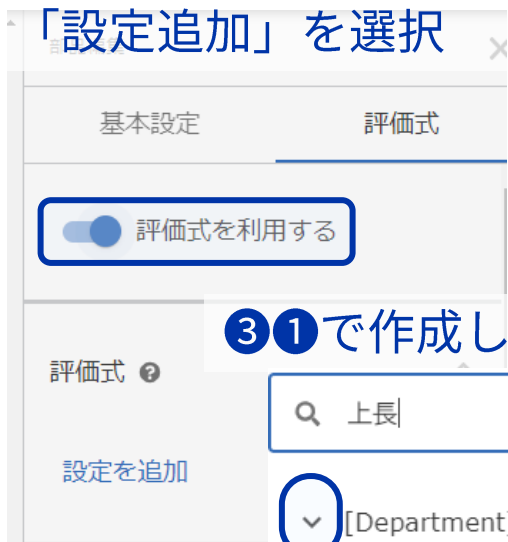 「設定追加」を選択
基本設定 評価式
評価式を利用する
❸❶で作成し
評価式
上長
設定を追加
[Department]